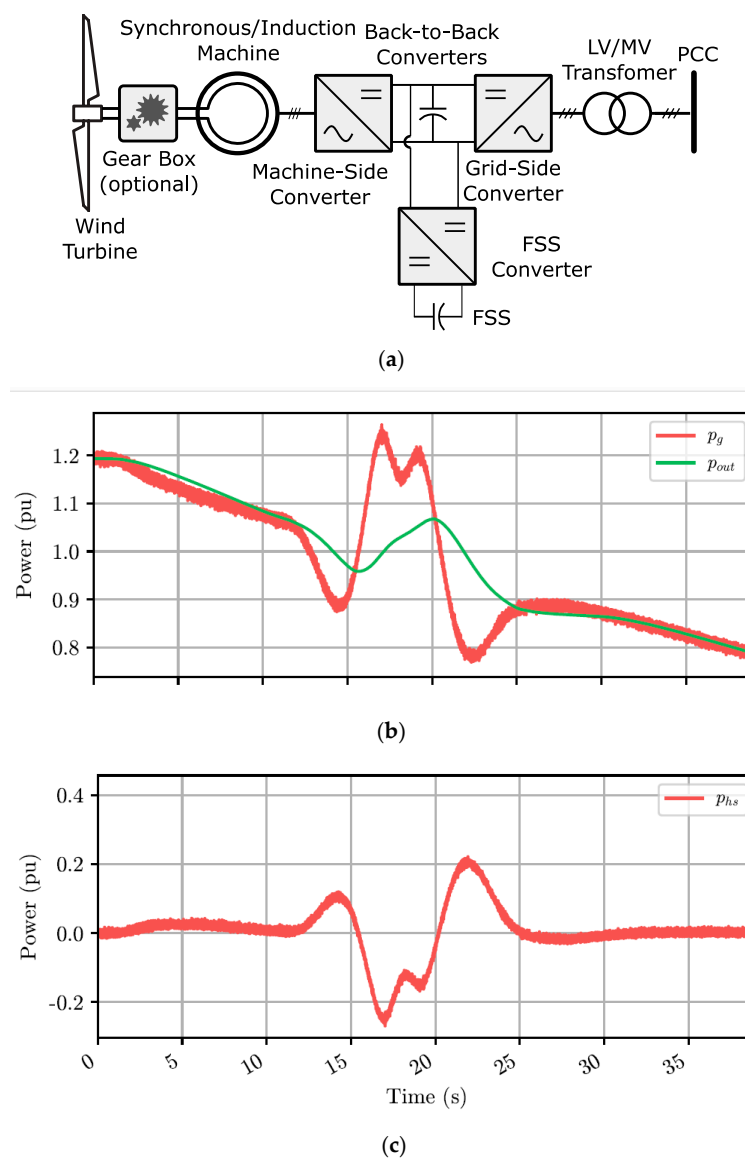 Synchronous/Induction
Machine
Back-to-Back
Converters
LV/MV
Transfomer
PCC
Gear Box
(optional)
Machine-Side
Converter
Grid-Side
Converter
Wind
Turbine
FSS
Converter
FSS
(a)
Power (pu)
1.2
1.1
1.0
0.9
0.8
p_g
p_out
(b)
Power (pu)
0.4
0.2
0.0
-0.2
p_hs
0 5 10 15 20 25 30 35
Time (s)
(c)